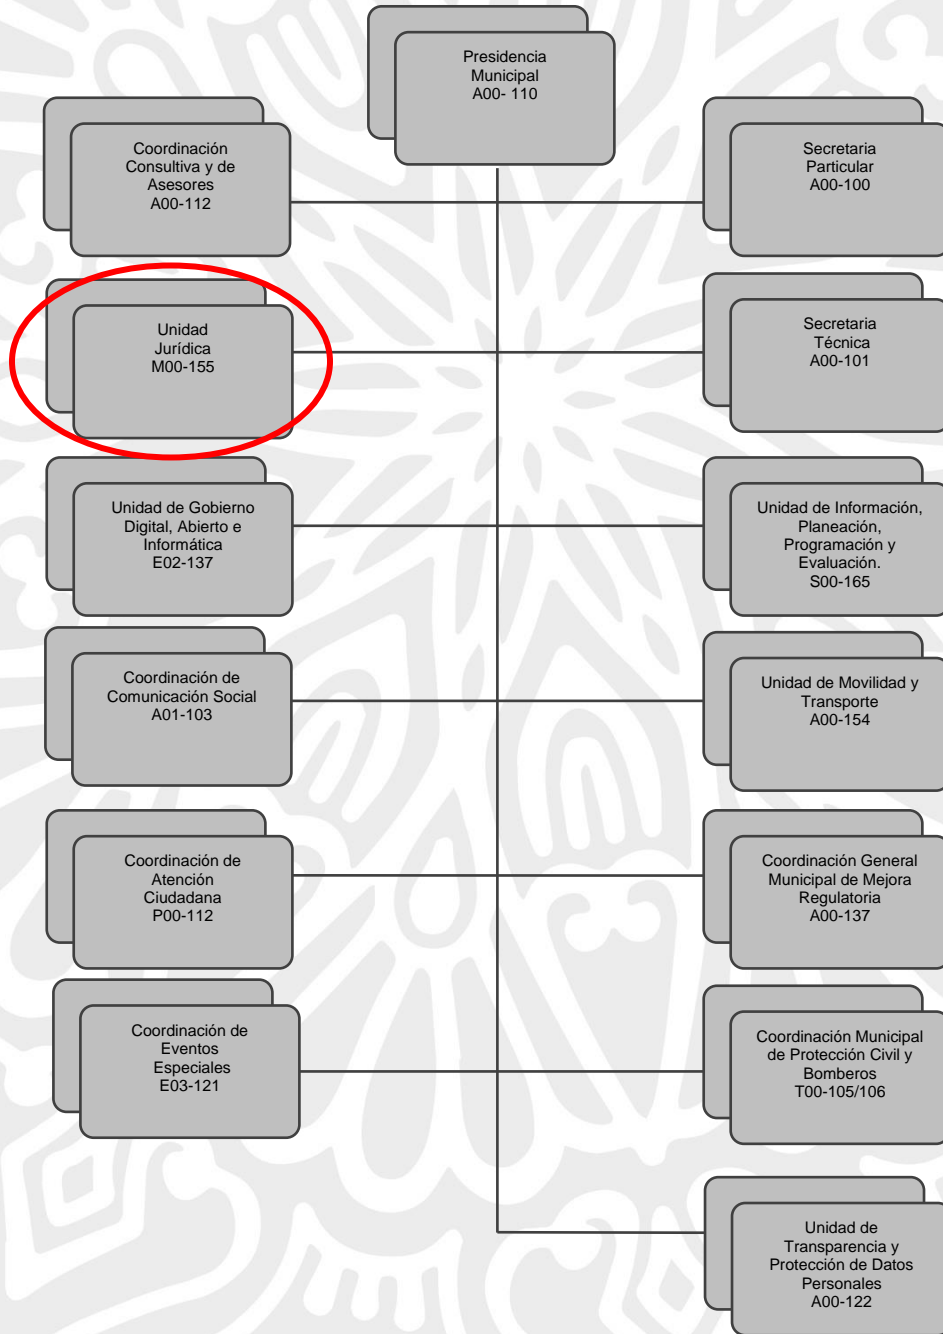 Presidencia
Municipal
A00- 110
Coordinación
Consultiva y de
Asesores
A00-112
Secretaria
Particular
A00-100
Unidad
Jurídica
M00-155
Secretaria
Técnica
A00-101
Unidad de Gobierno
Digital, Abierto e
Informática
E02-137
Unidad de Información,
Planeación,
Programación y
Evaluación.
S00-165
Coordinación de
Comunicación Social
A01-103
Unidad de Movilidad y
Transporte
A00-154
Coordinación de
Atención
Ciudadana
P00-112
Coordinación General
Municipal de Mejora
Regulatoria
A00-137
Coordinación de
Eventos
Especiales
E03-121
Coordinación Municipal
de Protección Civil y
Bomberos
T00-105/106
Unidad de
Transparencia y
Protección de Datos
Personales
A00-122